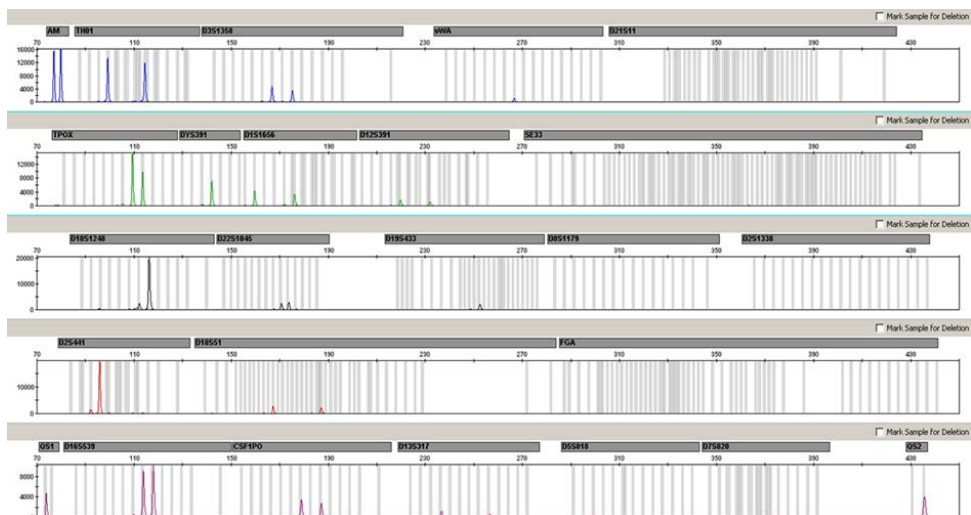 Mark Sample for Deletion
AM TH01 D3S1358 vWA D21S11
70 110 150 190 230 270 310 350 390 430
16000
12000
8000
4000
0
Mark Sample for Deletion
TPOX DYS391 D1S1656 D12S391 SE33
70 110 150 190 230 270 310 350 390 430
12000
8000
4000
0
Mark Sample for Deletion
D10S1248 D22S1045 D19S433 D8S1179 D2S1338
70 110 150 190 230 270 310 350 390 430
20000
10000
0
Mark Sample for Deletion
D2S441 D18S51 FGA
70 110 150 190 230 270 310 350 390 430
10000
0
Mark Sample for Deletion
QS1 D16S539 CSF1PO D13S317 D5S818 D7S820 QS2
70 110 150 190 230 270 310 350 390 430
8000
4000